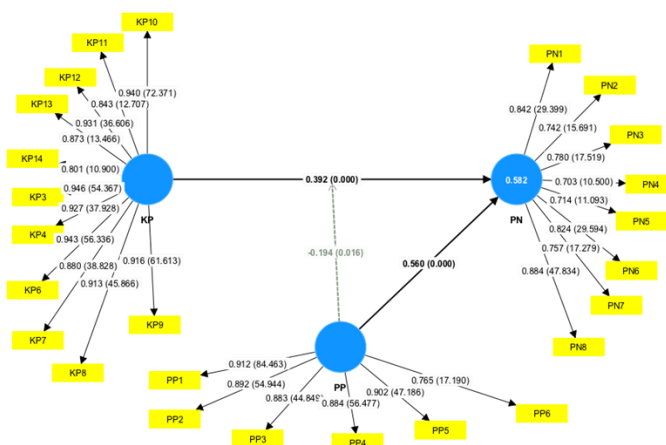 KP10
KP11
KP12
KP13
KP14
KP3
KP4
KP6
KP7
KP8
KP9
0.940 (72.371)
0.843 (12.707)
0.931 (36.606)
0.873 (13.466)
0.801 (10.900)
0.946 (54.367)
0.927 (37.928)
0.943 (56.336)
0.880 (38.828)
0.913 (45.866)
0.916 (61.613)
KP
0.392 (0.000)
-0.194 (0.016)
0.560 (0.000)
0.582
PN
PN1
PN2
PN3
PN4
PN5
PN6
PN7
PN8
0.842 (29.399)
0.742 (15.691)
0.780 (17.519)
0.703 (10.500)
0.714 (11.093)
0.824 (29.594)
0.757 (17.279)
0.884 (47.834)
PP
0.912 (84.463)
0.892 (54.944)
0.883 (44.849)
0.884 (56.477)
0.902 (47.186)
0.765 (17.190)
PP1
PP2
PP3
PP4
PP5
PP6